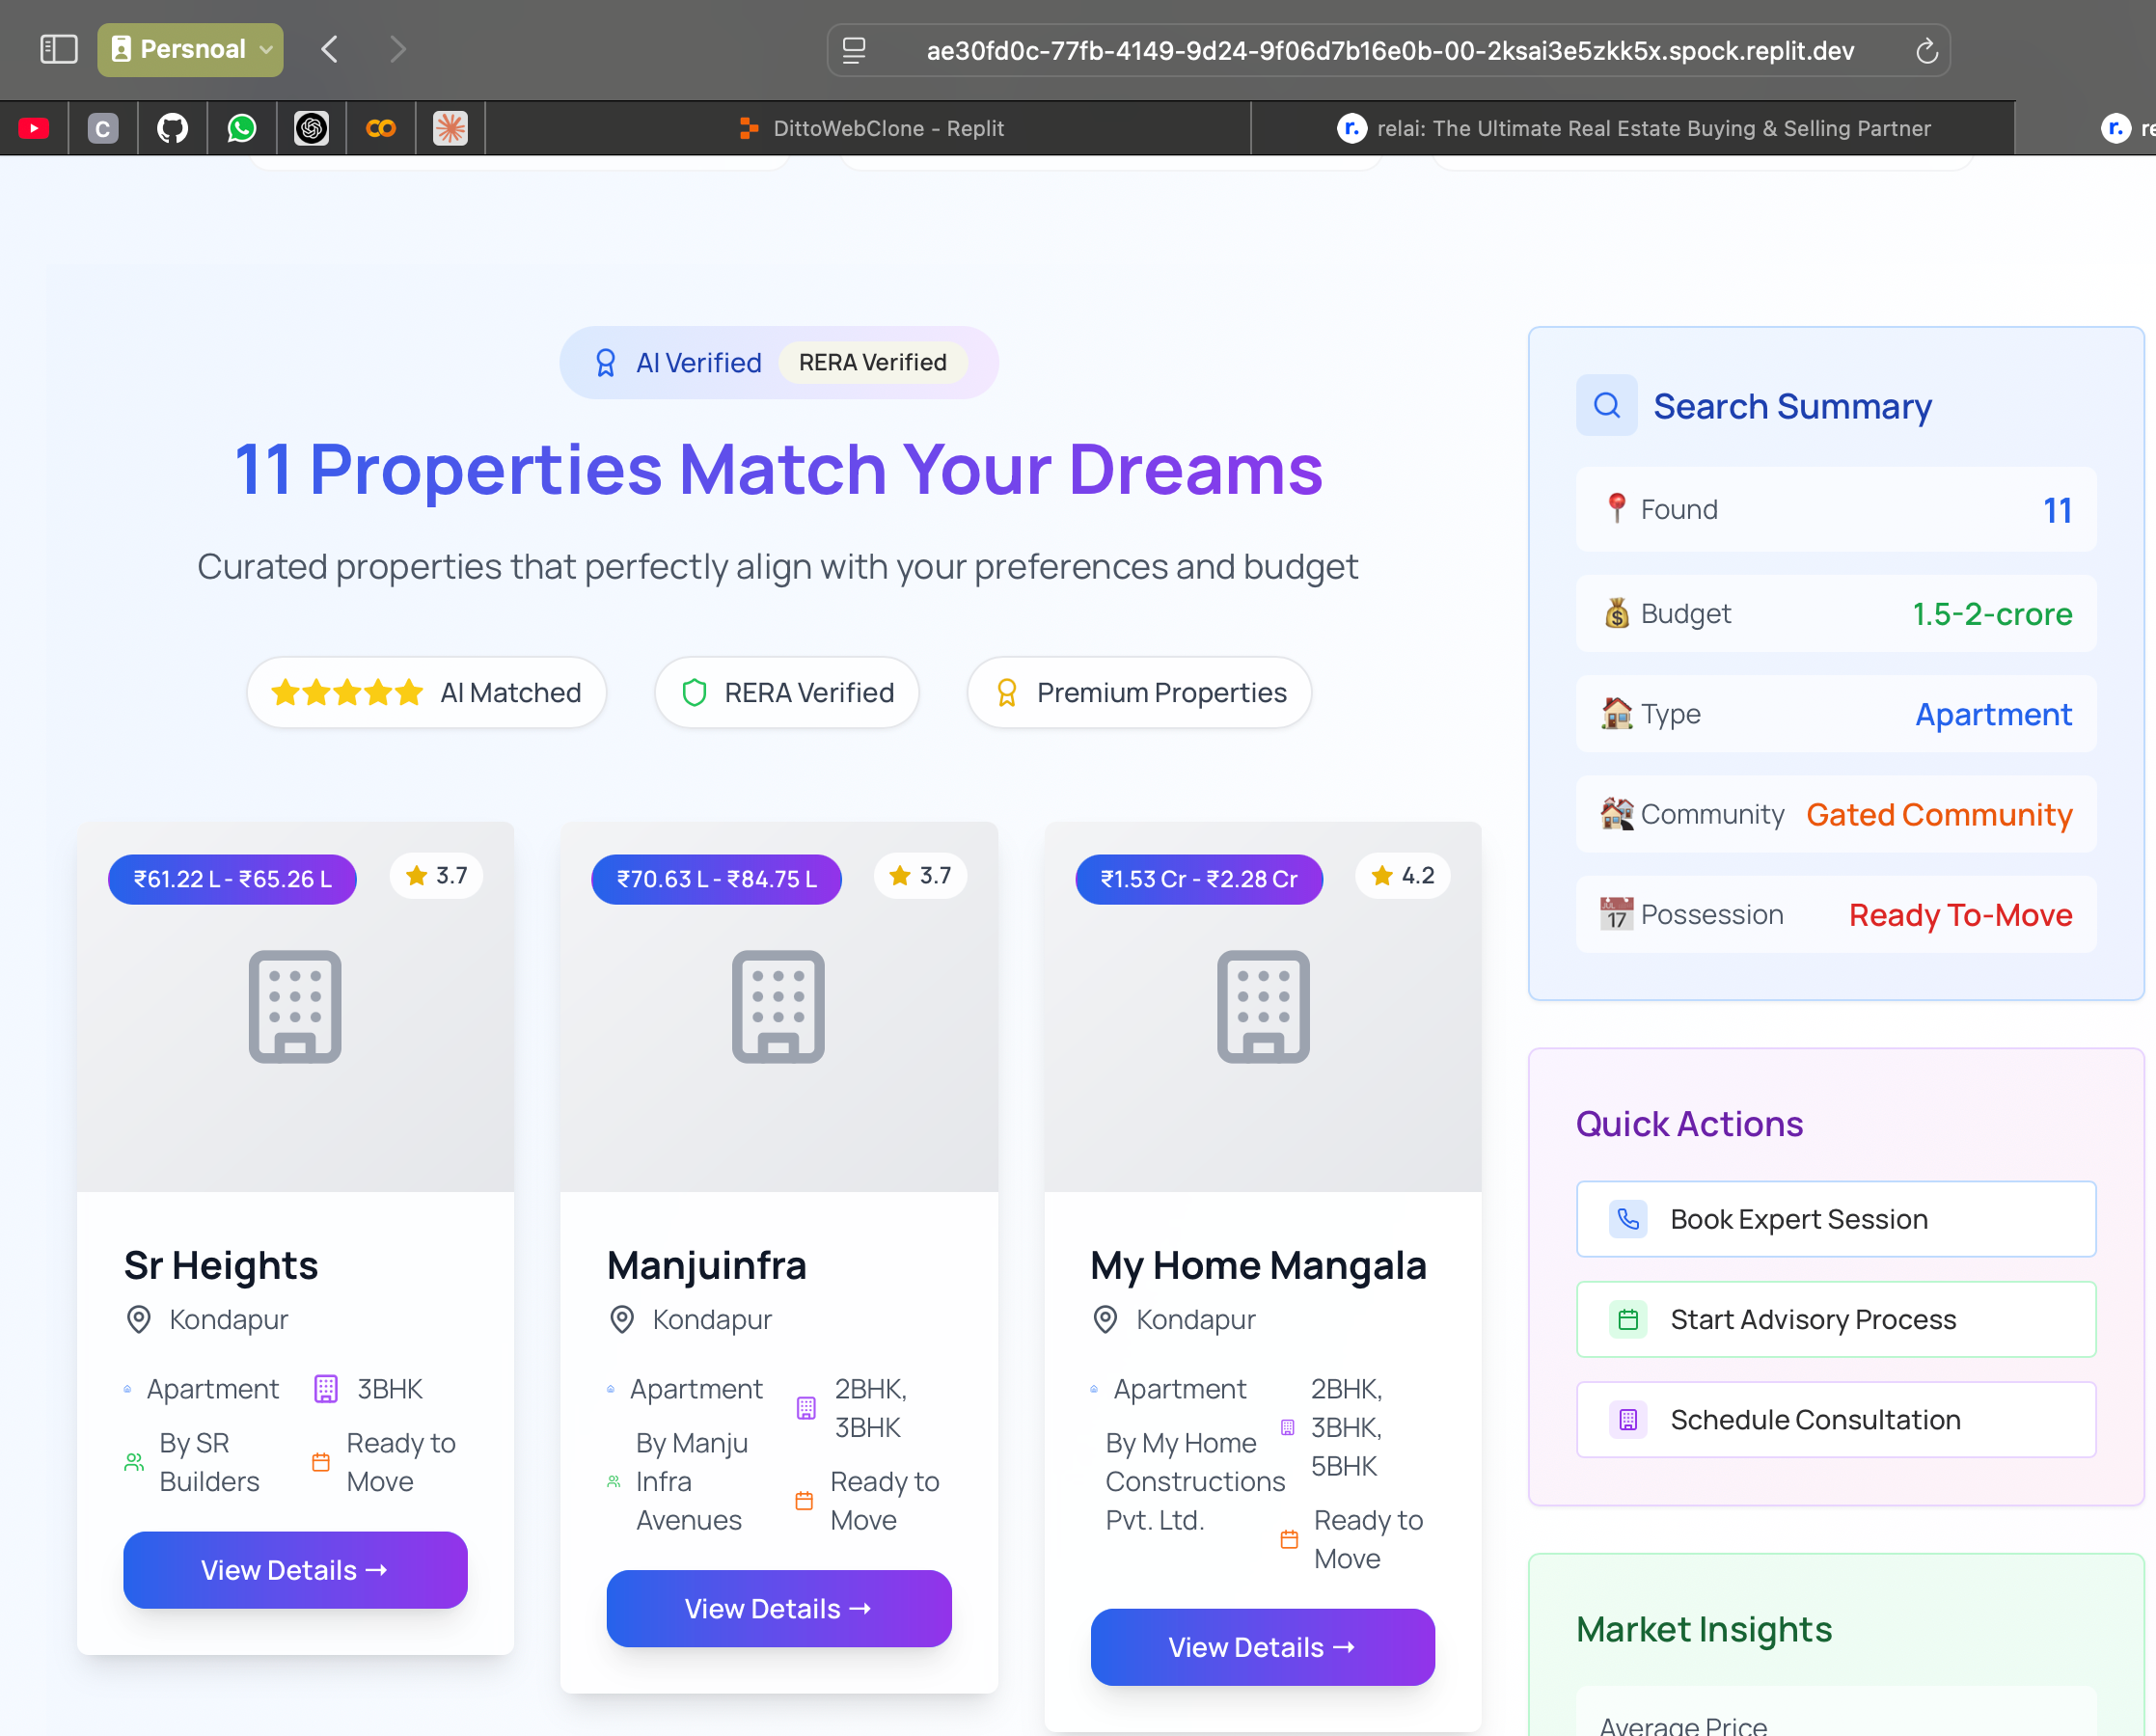 Persnoal
ae30fd0c-77fb-4149-9d24-9f06d7b16e0b-00-2ksai3e5zkk5x.spock.replit.dev
C
DittoWebClone - Replit
r. relai: The Ultimate Real Estate Buying & Selling Partner
r. re
AI Verified RERA Verified
11 Properties Match Your Dreams
Curated properties that perfectly align with your preferences and budget
AI Matched
RERA Verified
Premium Properties
₹61.22 L - ₹65.26 L
3.7
Sr Heights
Kondapur
Apartment
3BHK
By SR
Builders
Ready to
Move
View Details →
₹70.63 L - ₹84.75 L
3.7
Manjuinfra
Kondapur
Apartment
2BHK,
3BHK
By Manju
Infra
Avenues
Ready to
Move
View Details →
₹1.53 Cr - ₹2.28 Cr
4.2
My Home Mangala
Kondapur
Apartment
2BHK,
3BHK,
5BHK
By My Home
Constructions
Pvt. Ltd.
Ready to
Move
View Details →
Search Summary
Found 11
Budget 1.5-2-crore
Type Apartment
Community Gated Community
JUL
17
Possession Ready To-Move
Quick Actions
Book Expert Session
Start Advisory Process
Schedule Consultation
Market Insights
Average Price